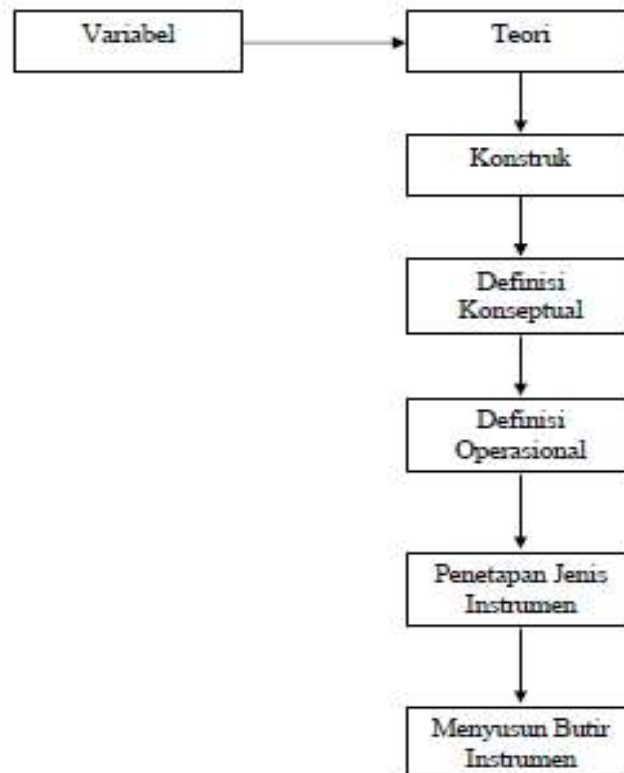 Variabel
Teori
Konstruk
Definisi
Konseptual
Definisi
Operasional
Penetapan Jenis
Instrumen
Menyusun Butir
Instrumen